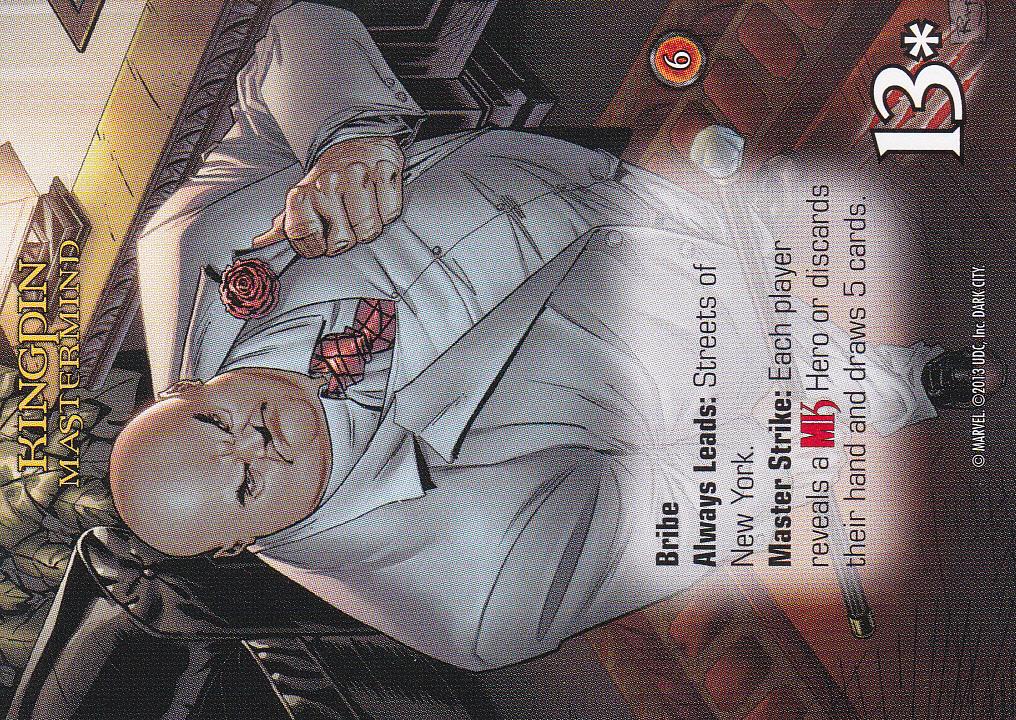 KINGPIN
MASTERMIND
Bribe
Always Leads: Streets of
New York.
Master Strike: Each player
reveals a MK Hero or discards
their hand and draws 5 cards.
6
13*
© MARVEL. ©2013 UDC, Inc. DARK CITY.